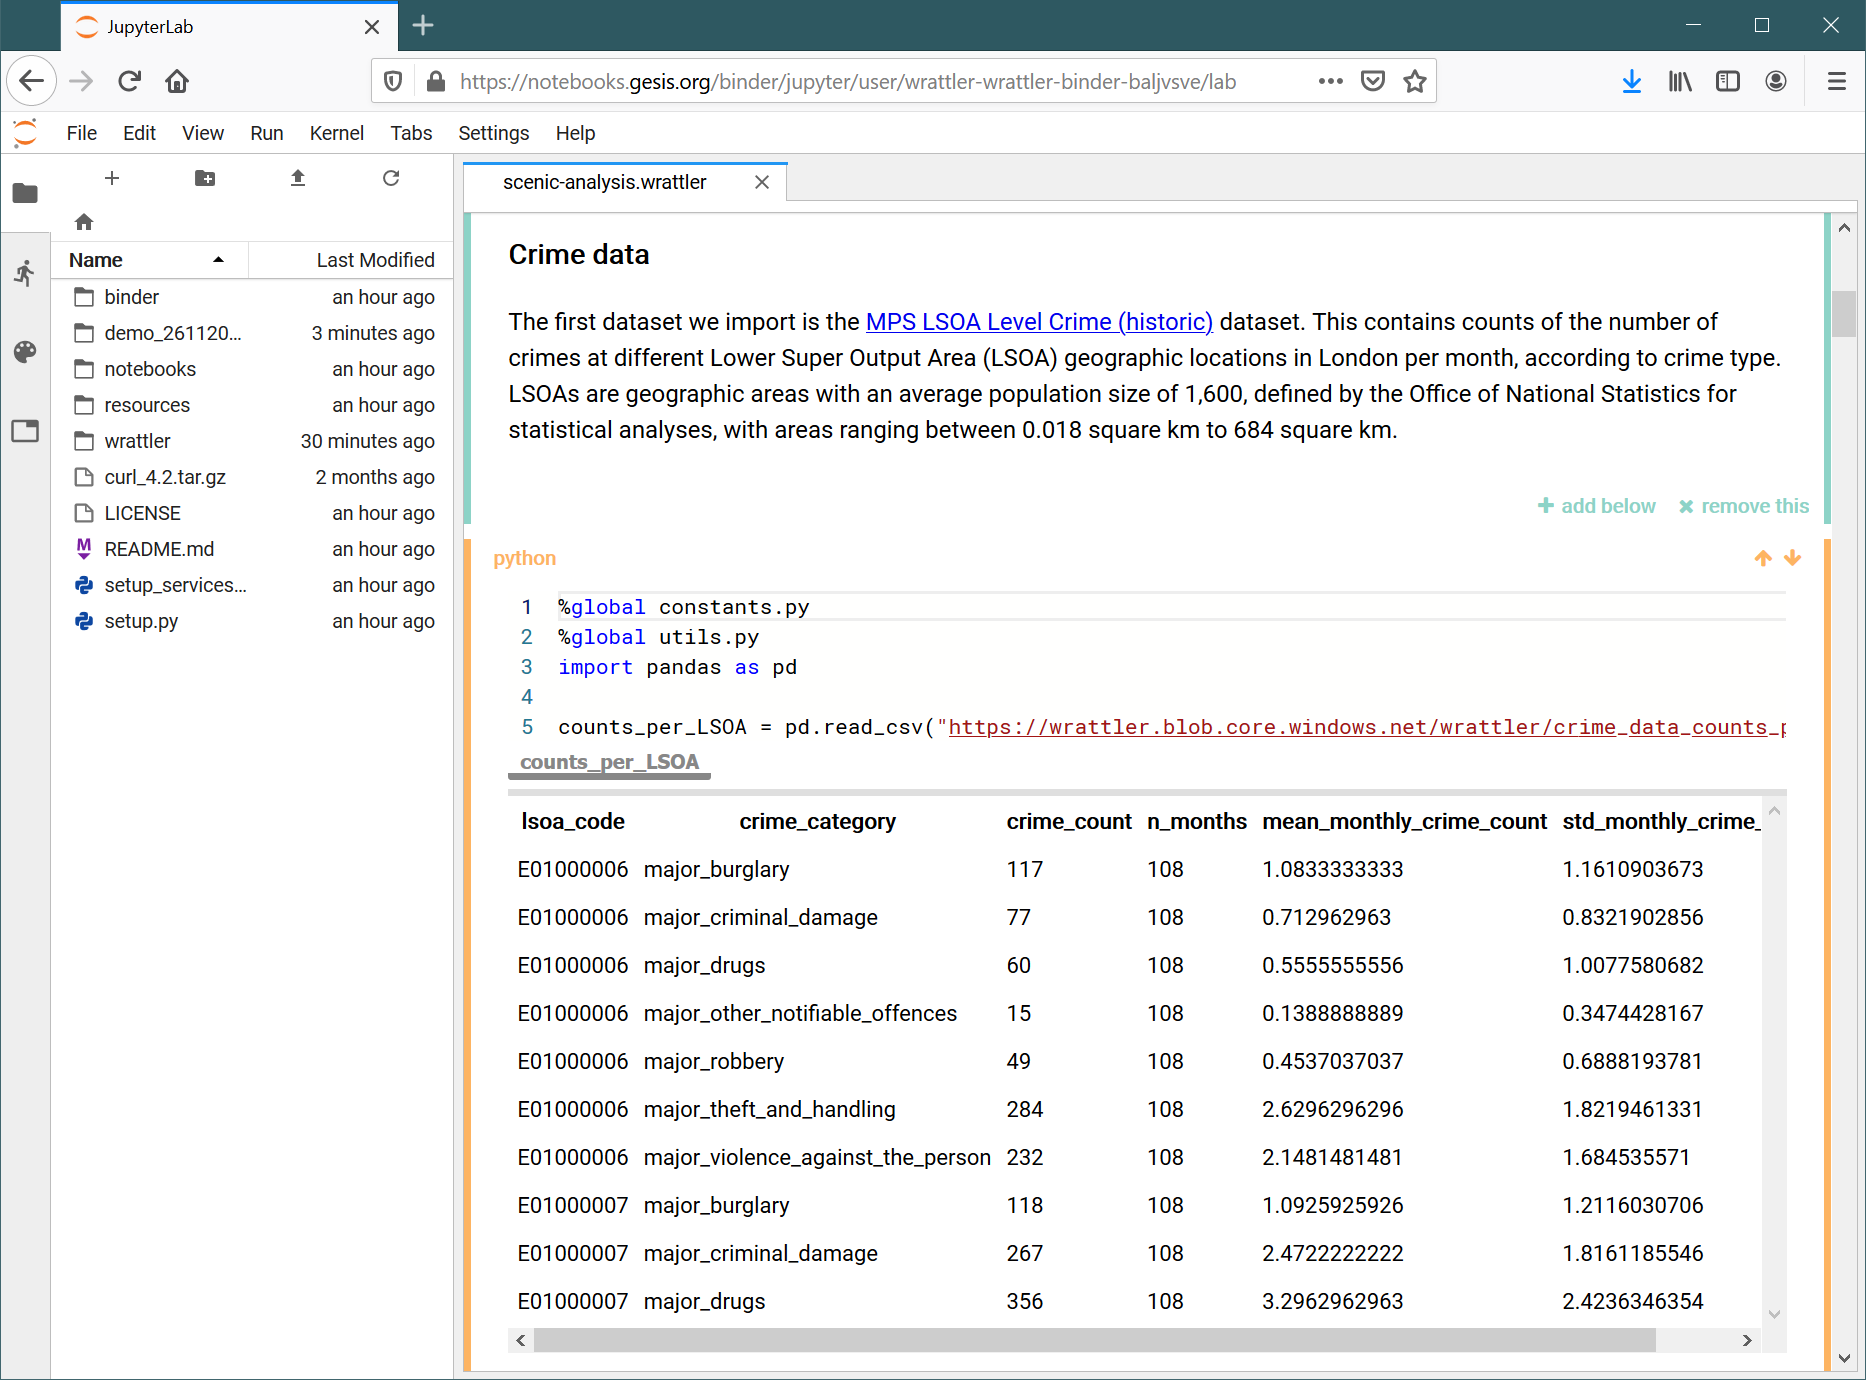 JupyterLab
https://notebooks.gesis.org/binder/jupyter/user/wrattler-wrattler-binder-baljvsve/lab
File Edit View Run Kernel Tabs Settings Help
Name Last Modified
binder an hour ago
demo_261120... 3 minutes ago
notebooks an hour ago
resources an hour ago
wrattler 30 minutes ago
curl_4.2.tar.gz 2 months ago
LICENSE an hour ago
README.md an hour ago
setup_services... an hour ago
setup.py an hour ago
scenic-analysis.wrattler
Crime data
The first dataset we import is the MPS LSOA Level Crime (historic) dataset. This contains counts of the number of
crimes at different Lower Super Output Area (LSOA) geographic locations in London per month, according to crime type.
LSOAs are geographic areas with an average population size of 1,600, defined by the Office of National Statistics for
statistical analyses, with areas ranging between 0.018 square km to 684 square km.
add below remove this
python
1 %global constants.py
2 %global utils.py
3 import pandas as pd
4
5 counts_per_LSOA = pd.read_csv("https://wrattler.blob.core.windows.net/wrattler/crime_data_counts_p
counts_per_LSOA
lsoa_code crime_category crime_count n_months mean_monthly_crime_count std_monthly_crime_
E01000006 major_burglary 117 108 1.0833333333 1.1610903673
E01000006 major_criminal_damage 77 108 0.712962963 0.8321902856
E01000006 major_drugs 60 108 0.5555555556 1.0077580682
E01000006 major_other_notifiable_offences 15 108 0.1388888889 0.3474428167
E01000006 major_robbery 49 108 0.4537037037 0.6888193781
E01000006 major_theft_and_handling 284 108 2.6296296296 1.8219461331
E01000006 major_violence_against_the_person 232 108 2.1481481481 1.684535571
E01000007 major_burglary 118 108 1.0925925926 1.2116030706
E01000007 major_criminal_damage 267 108 2.4722222222 1.8161185546
E01000007 major_drugs 356 108 3.2962962963 2.4236346354